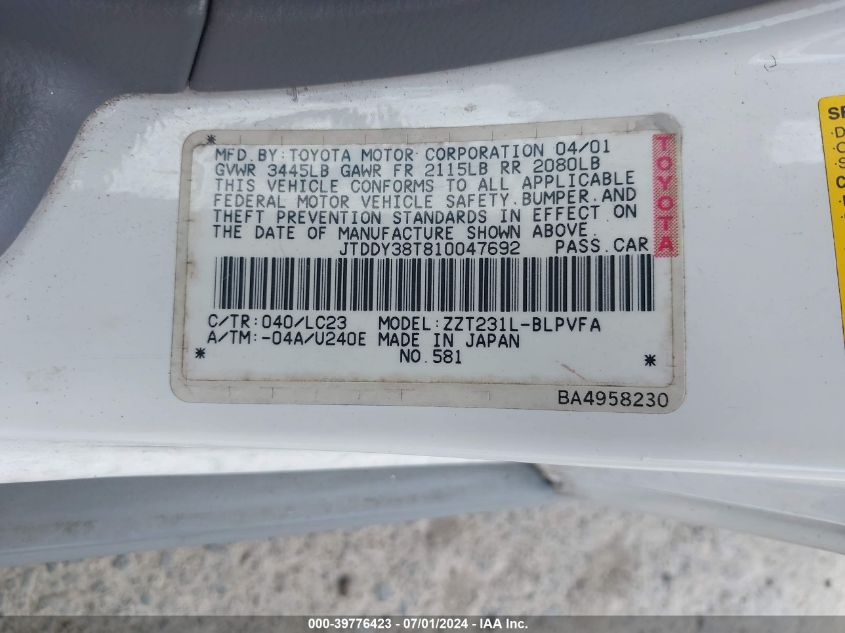 MFD.BY:TOYOTA MOTOR CORPORATION 04/01
GVWR 3445LB GAWR FR 2115LB RR 2080LB
THIS VEHICLE CONFORMS TO ALL APPLICABLE
FEDERAL MOTOR VEHICLE SAFETY.BUMPER.AND
THEFT PREVENTION STANDARDS IN EFFECT ON
THE DATE OF MANUFACTURE SHOWN ABOVE.
JTDDY38T810047692 PASS.CAR
TOYOTA
C/TR:040/LC23 MODEL:ZZT231L-BLPVFA
A/TM:-04A/U240E MADE IN JAPAN
NO.581
BA4958230
000-39776423 - 07/01/2024 - IAA Inc.